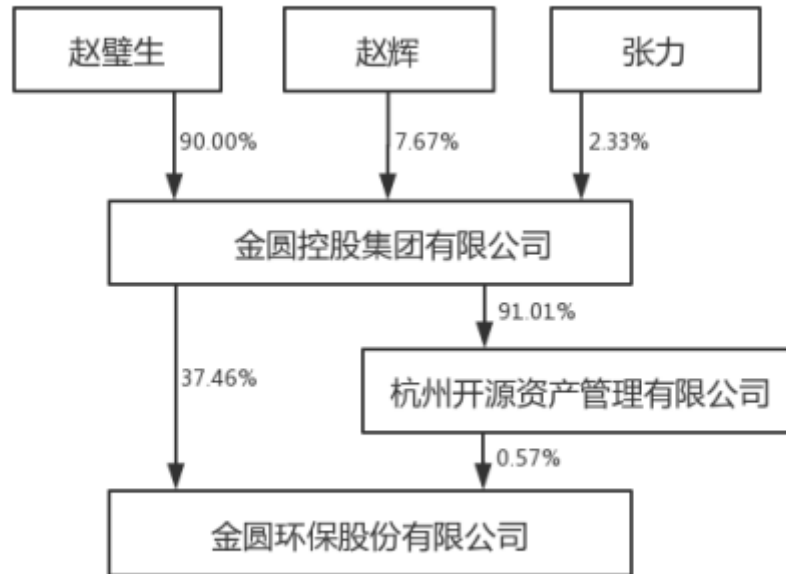 赵璧生
赵辉
张力
90.00%
7.67%
2.33%
金圆控股集团有限公司
91.01%
37.46%
杭州开源资产管理有限公司
0.57%
金圆环保股份有限公司